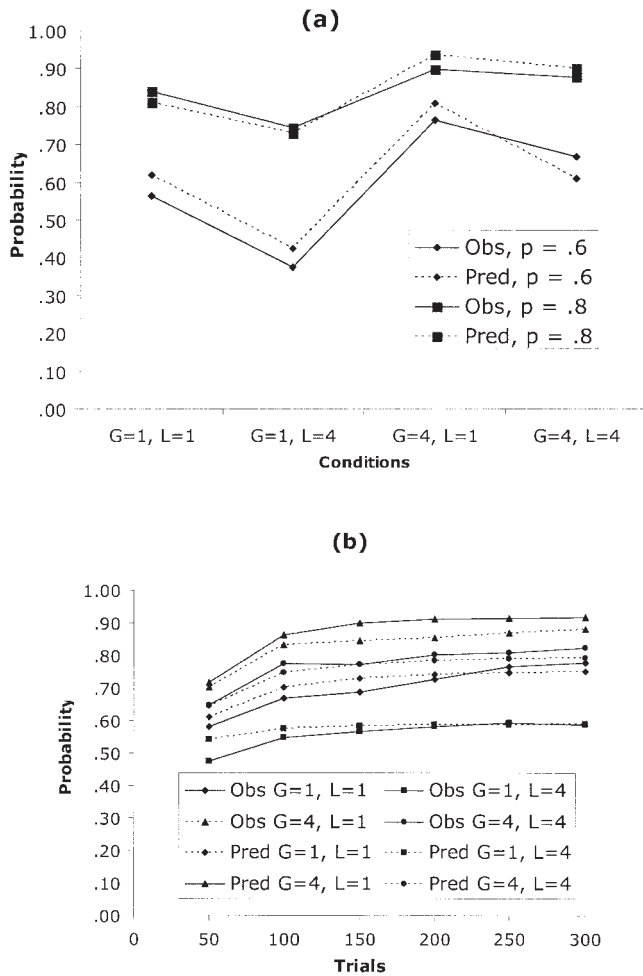 (a)
1.00
.90
.80
.70
.60
.50
.40
.30
.20
.10
.00
Probability
Obs, p = .6
Pred, p = .6
Obs, p = .8
Pred, p = .8
G=1, L=1 G=1, L=4 G=4, L=1 G=4, L=4
Conditions
(b)
1.00
.90
.80
.70
.60
.50
.40
.30
.20
.10
.00
Probability
Obs G=1, L=1 Obs G=1, L=4
Obs G=4, L=1 Obs G=4, L=4
Pred G=1, L=1 Pred G=1, L=4
Pred G=4, L=1 Pred G=4, L=4
0 50 100 150 200 250 300
Trials